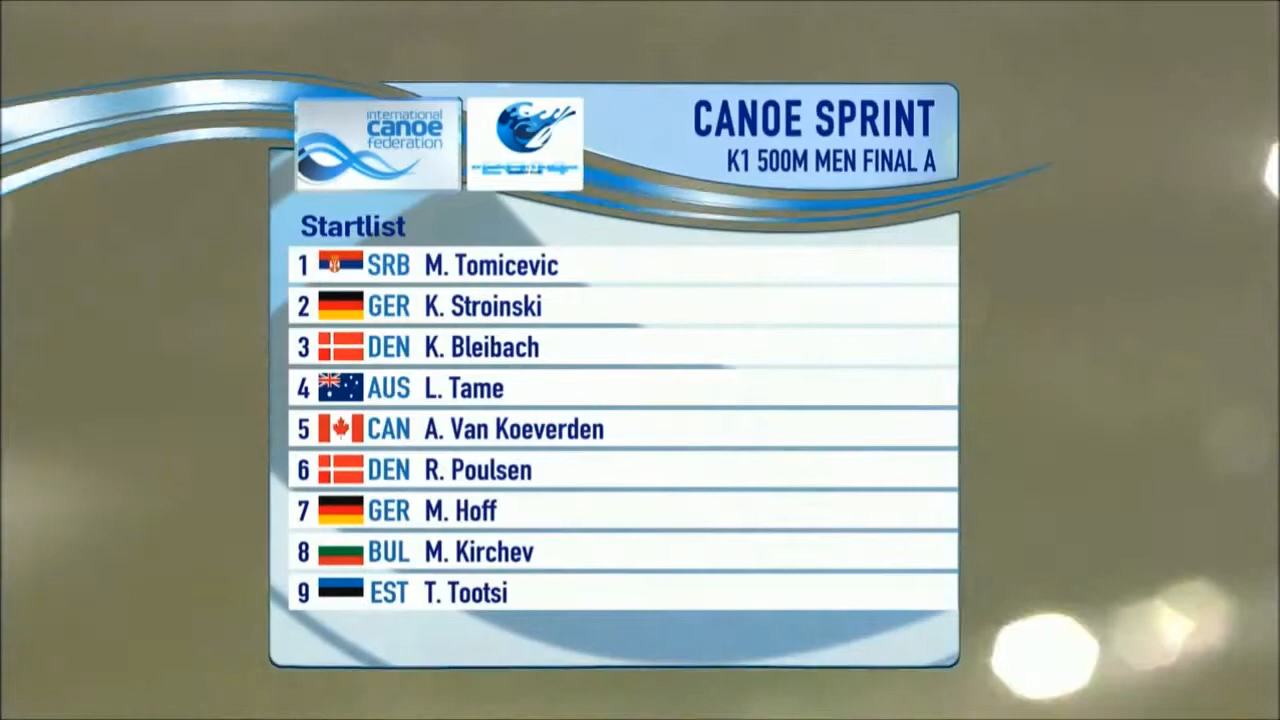 international
canoe
federation
2014
CANOE SPRINT
K1 500M MEN FINAL A
Startlist
1 SRB M. Tomicevic
2 GER K. Stroinski
3 DEN K. Bleibach
4 AUS L. Tame
5 CAN A. Van Koeverden
6 DEN R. Poulsen
7 GER M. Hoff
8 BUL M. Kirchev
9 EST T. Tootsi